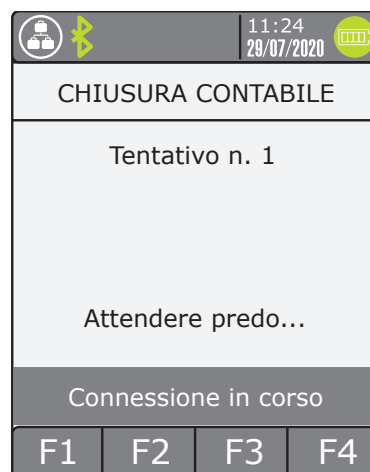 11:24
29/07/2020
CHIUSURA CONTABILE
Tentativo n. 1
Attendere predo...
Connessione in corso
F1 F2 F3 F4